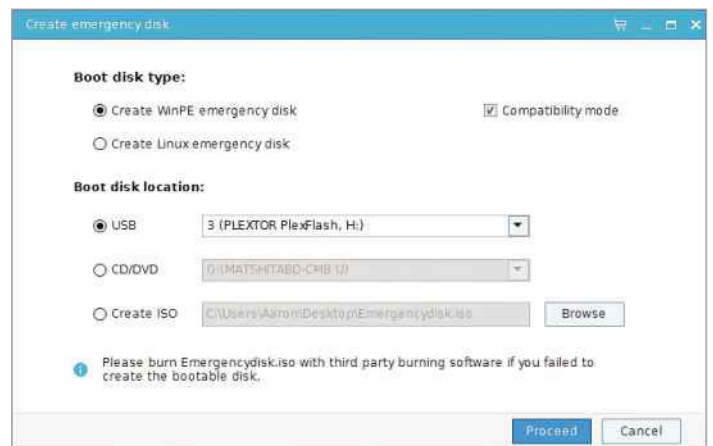 Create emergency disk
Boot disk type:
Create WinPE emergency disk
Compatibility mode
Create Linux emergency disk
Boot disk location:
USB
3 (PLEXTOR PlexFlash, H:)
CD/DVD
Create ISO
C:\Users\Aaron\Desktop\Emergencydisk.iso
Browse
Please burn Emergencydisk.iso with third party burning software if you failed to
create the bootable disk.
Proceed
Cancel